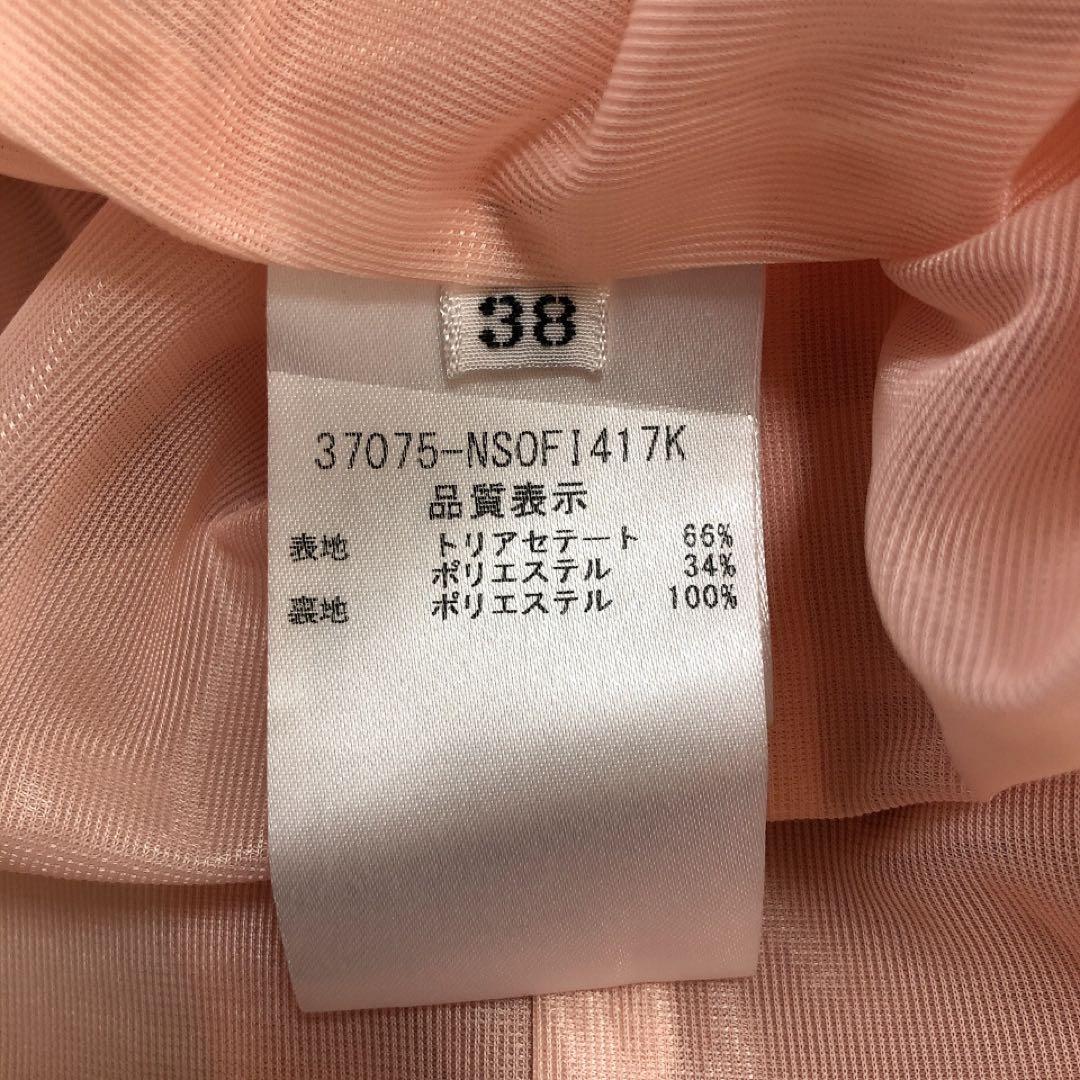 38
37075-NSOFI417K
品質表示
表地 トリアセテート 66%
ポリエステル 34%
裏地 ポリエステル 100%